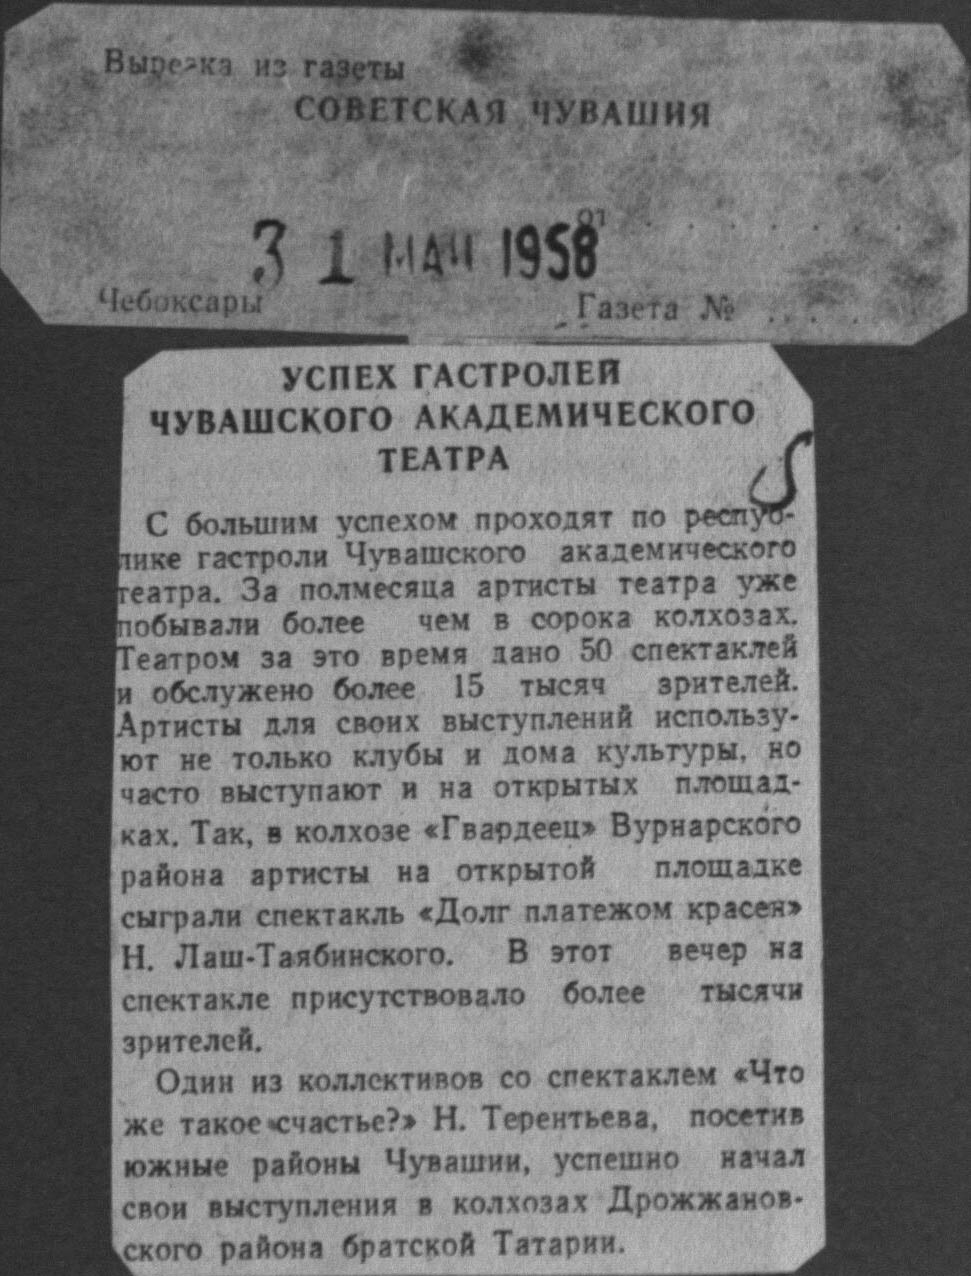 Вырезка из газеты
СОВЕТСКАЯ ЧУВАШИЯ
от . . . . . . .
31 МАЙ 1958
Чебоксары Газета № . . . .
УСПЕХ ГАСТРОЛЕЙ
ЧУВАШСКОГО АКАДЕМИЧЕСКОГО
ТЕАТРА
С большим успехом проходят по респуб-
лике гастроли Чувашского академического
театра. За полмесяца артисты театра уже
побывали более чем в сорока колхозах.
Театром за это время дано 50 спектаклей
и обслужено более 15 тысяч зрителей.
Артисты для своих выступлений использу-
ют не только клубы и дома культуры, но
часто выступают и на открытых площад-
ках. Так, в колхозе «Гвардеец» Вурнарского
района артисты на открытой площадке
сыграли спектакль «Долг платежом красен»
Н. Лаш-Таябинского. В этот вечер на
спектакле присутствовало более тысячи
зрителей.
Один из коллективов со спектаклем «Что
же такое счастье?» Н. Терентьева, посетив
южные районы Чувашии, успешно начал
свои выступления в колхозах Дрожжанов-
ского района братской Татарии.